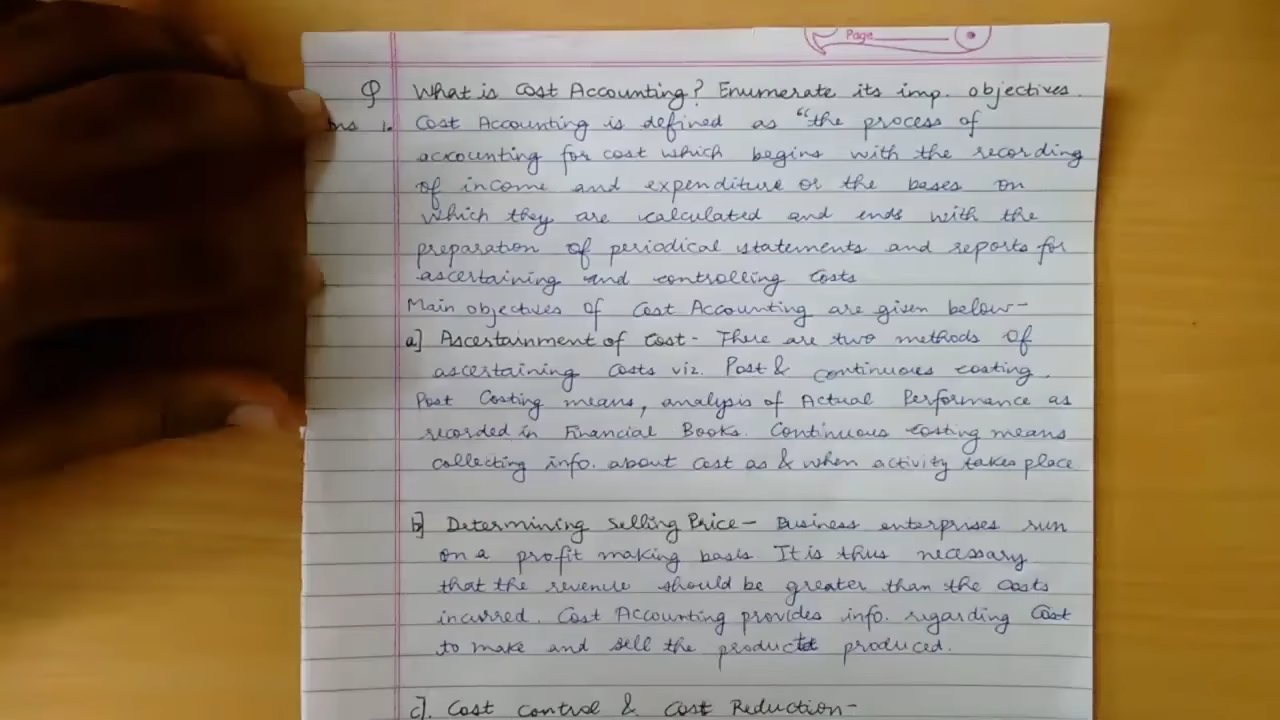 Page
Q What is Cost Accounting? Enumerate its imp. objectives.
Ans 1. Cost Accounting is defined as "the process of
accounting for cost which begins with the recording
of income and expenditure or the bases on
which they are calculated and ends with the
preparation of periodical statements and reports for
ascertaining and controlling costs
Main objectives of Cost Accounting are given below-
a] Ascertainment of Cost - There are two methods of
ascertaining costs viz. Post & continuous costing.
Post Costing means, analysis of Actual Performance as
recorded in Financial Books. Continuous costing means
collecting info. about cost as & when activity takes place
b] Determining Selling Price - Business enterprises run
on a profit making basis It is thus necessary
that the revenue should be greater than the costs
incurred. Cost Accounting provides info. regarding Cost
to make and sell the product produced.
c]. Cost control & Cost Reduction-